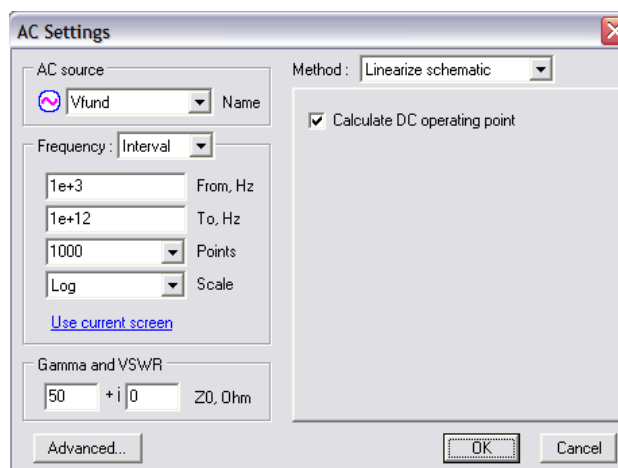 AC Settings
AC source
Vfund Name
Frequency : Interval
1e+3 From, Hz
1e+12 To, Hz
1000 Points
Log Scale
Use current screen
Gamma and VSWR
50 + i 0 Z0, Ohm
Advanced...
Method : Linearize schematic
Calculate DC operating point
OK Cancel